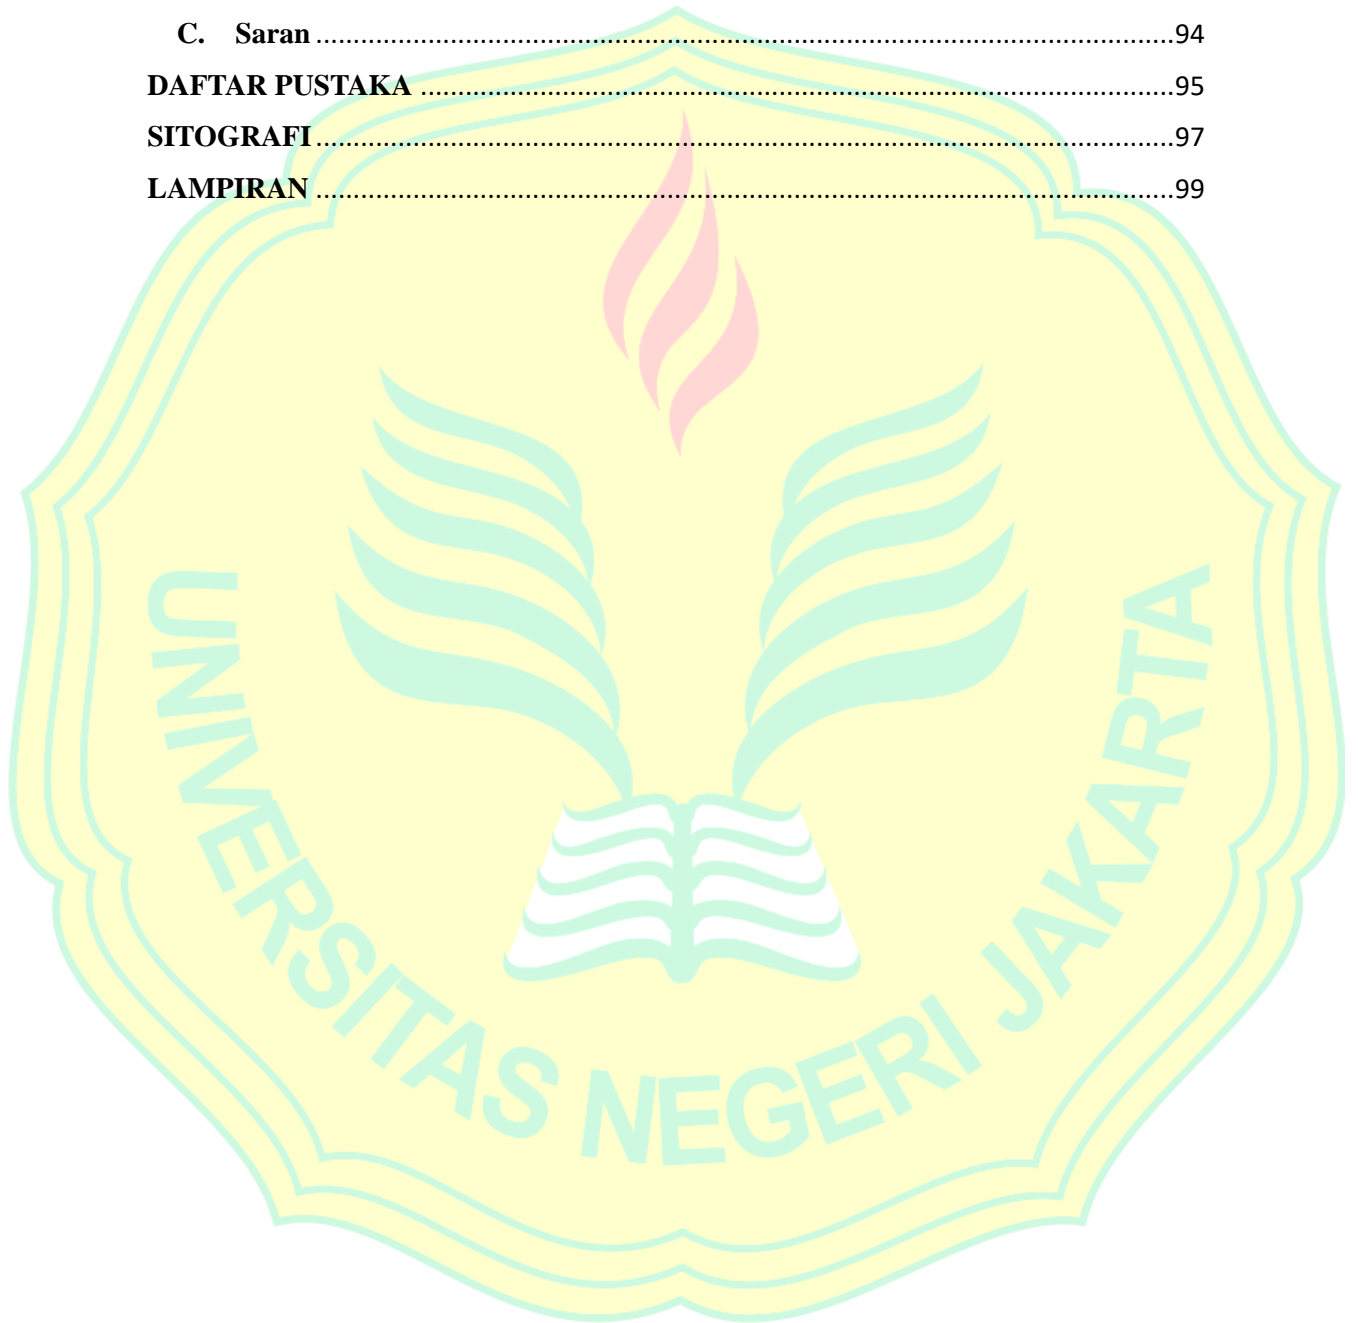 C. Saran ........................................................................................................................ 94
DAFTAR PUSTAKA ........................................................................................................ 95
SITOGRAFI ........................................................................................................................ 97
LAMPIRAN ........................................................................................................................ 99
UNIVERSITAS NEGERI JAKARTA